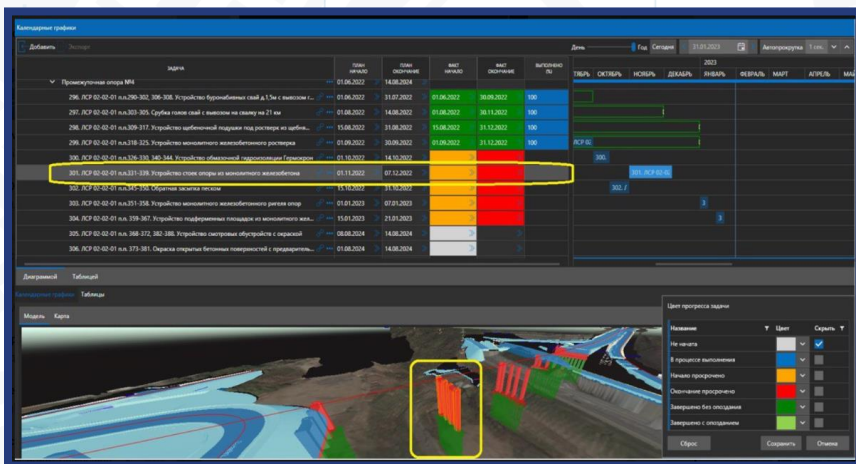 Календарные графики
Добавить Экспорт День Год Сегодня 31.01.2023 Автопрокрутка 1 сек.
ЗАДАЧА ПЛАН НАЧАЛО ПЛАН ОКОНЧАНИЕ ФАКТ НАЧАЛО ФАКТ ОКОНЧАНИЕ ВЫПОЛНЕНО (%) 2023
ТЯБРЬ ОКТЯБРЬ НОЯБРЬ ДЕКАБРЬ ЯНВАРЬ ФЕВРАЛЬ МАРТ АПРЕЛЬ МАЙ
Промежуточная опора №4 01.06.2022 14.08.2024
296. ЛСР 02-02-01 п.п.290-302, 306-308. Устройство буронабивных свай д.1,5м с вывозом г... 01.06.2022 31.07.2022 01.06.2022 30.09.2022 100
297. ЛСР 02-02-01 п.п.303-305. Срубка голов свай с вывозом на свалку на 21 км 01.08.2022 14.08.2022 01.08.2022 30.11.2022 100
298. ЛСР 02-02-01 п.п.309-317. Устройство щебеночной подушки под ростверк из щебня... 15.08.2022 31.08.2022 15.08.2022 31.12.2022 100
299. ЛСР 02-02-01 п.п.318-325. Устройство монолитного железобетонного ростверка 01.09.2022 30.09.2022 01.09.2022 31.12.2022 100 ЛСР 02
300. ЛСР 02-02-01 п.п.326-330, 340-344. Устройство обмазочной гидроизоляции Гермокрон 01.10.2022 14.10.2022 300.
301. ЛСР 02-02-01 п.п.331-339. Устройство стоек опоры из монолитного железобетона 01.11.2022 07.12.2022 301. ЛСР 02-02
302. ЛСР 02-02-01 п.п.345-350. Обратная засыпка песком 15.10.2022 31.10.2022 302. Л
303. ЛСР 02-02-01 п.п.351-358. Устройство монолитного железобетонного ригеля опор 01.01.2023 07.01.2023 3
304. ЛСР 02-02-01 п.п. 359-367. Устройство подферменных площадок из монолитного жел... 15.01.2023 21.01.2023 3
305. ЛСР 02-02-01 п.п. 368-372, 382-388. Устройство смотровых обустройств с окраской 08.08.2024 14.08.2024
306. ЛСР 02-02-01 п.п. 373-381. Окраска открытых бетонных поверхностей с предваритель... 01.08.2024 14.08.2024
Диаграммой Таблицей
Календарные графики Таблицы
Модель Карта
Цвет прогресса задачи
Название Цвет Скрыть
Не начата
В процессе выполнения
Начало просрочено
Окончание просрочено
Завершено без опоздания
Завершено с опозданием
Сброс Сохранить Отмена